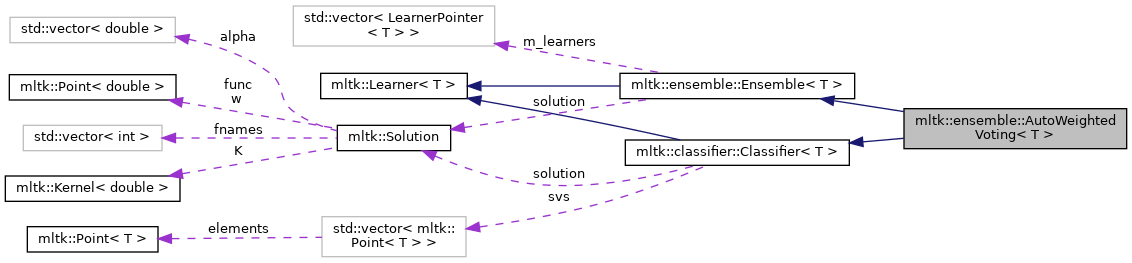 std::vector< double >
mltk::Point< double >
std::vector< int >
mltk::Kernel< double >
mltk::Point< T >
alpha
func
w
fnames
K
elements
std::vector< LearnerPointer
< T > >
mltk::Learner< T >
mltk::Solution
std::vector< mltk::
Point< T > >
m_learners
solution
solution
svs
mltk::ensemble::Ensemble< T >
mltk::classifier::Classifier< T >
mltk::ensemble::AutoWeighted
Voting< T >